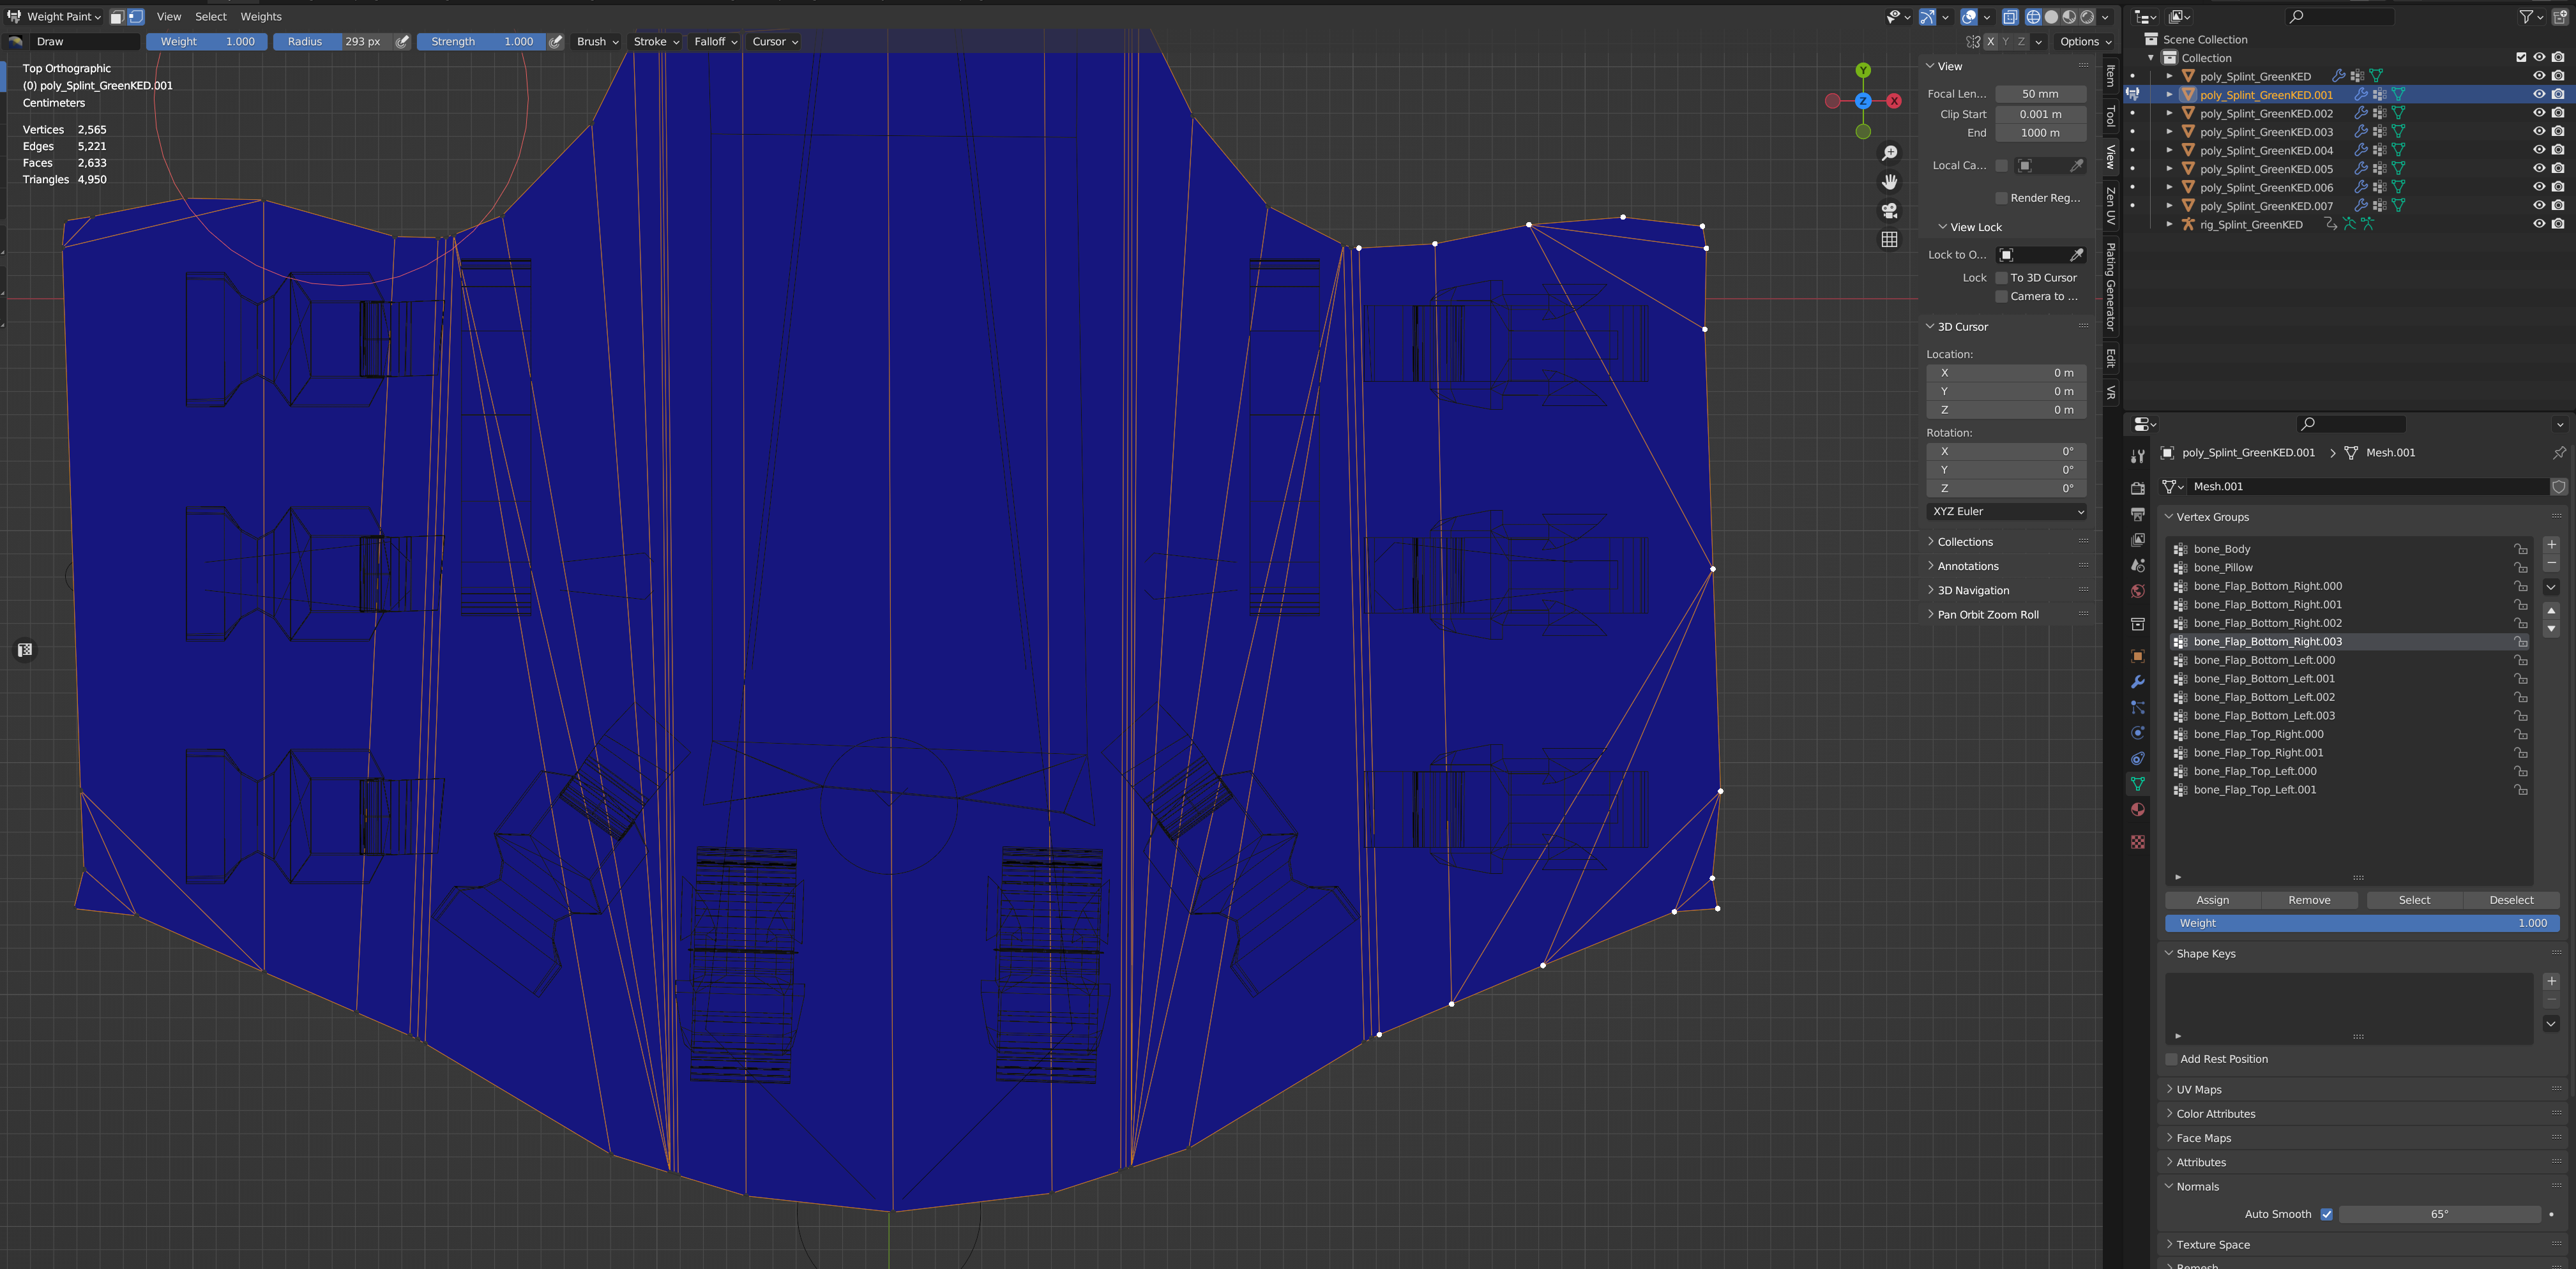 Weight Paint View Select Weights
Draw Weight 1.000 Radius 293 px Strength 1.000 Brush Stroke Falloff Cursor X Y Z Options
Top Orthographic
(0) poly_Splint_GreenKED.001
Centimeters
Vertices 2,565
Edges 5,221
Faces 2,633
Triangles 4,950
Y
Z X
View
Focal Len... 50 mm
Clip Start 0.001 m
End 1000 m
Local Ca...
Render Reg...
View Lock
Lock to O...
Lock To 3D Cursor
Camera to ...
3D Cursor
Location:
X 0 m
Y 0 m
Z 0 m
Rotation:
X 0°
Y 0°
Z 0°
XYZ Euler
Collections
Annotations
3D Navigation
Pan Orbit Zoom Roll
Item
Tool
View
Zen UV
Plating Generator
Edit
VR
Scene Collection
Collection
poly_Splint_GreenKED
poly_Splint_GreenKED.001
poly_Splint_GreenKED.002
poly_Splint_GreenKED.003
poly_Splint_GreenKED.004
poly_Splint_GreenKED.005
poly_Splint_GreenKED.006
poly_Splint_GreenKED.007
rig_Splint_GreenKED
poly_Splint_GreenKED.001 Mesh.001
Mesh.001
Vertex Groups
bone_Body
bone_Pillow
bone_Flap_Bottom_Right.000
bone_Flap_Bottom_Right.001
bone_Flap_Bottom_Right.002
bone_Flap_Bottom_Right.003
bone_Flap_Bottom_Left.000
bone_Flap_Bottom_Left.001
bone_Flap_Bottom_Left.002
bone_Flap_Bottom_Left.003
bone_Flap_Top_Right.000
bone_Flap_Top_Right.001
bone_Flap_Top_Left.000
bone_Flap_Top_Left.001
Assign Remove Select Deselect
Weight 1.000
Shape Keys
Add Rest Position
UV Maps
Color Attributes
Face Maps
Attributes
Normals
Auto Smooth 65°
Texture Space
Remesh